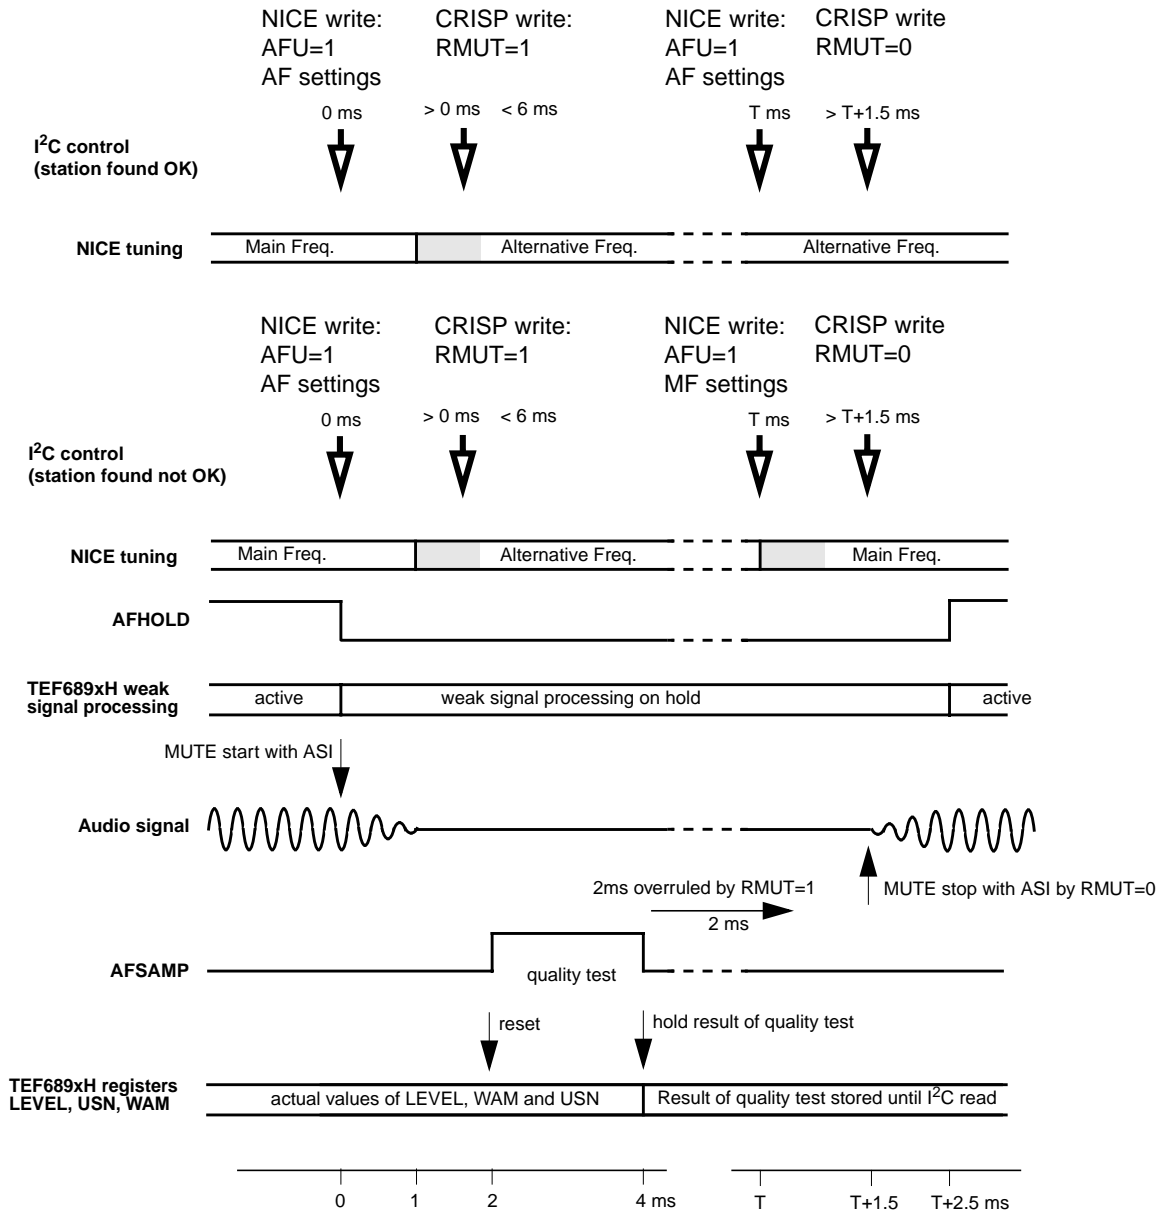 NICE write:
AFU=1
AF settings
CRISP write:
RMUT=1
NICE write:
AFU=1
AF settings
CRISP write
RMUT=0
0 ms
> 0 ms
< 6 ms
T ms
> T+1.5 ms
I²C control
(station found OK)
NICE tuning
Main Freq.
Alternative Freq.
Alternative Freq.
NICE write:
AFU=1
AF settings
CRISP write:
RMUT=1
NICE write:
AFU=1
MF settings
CRISP write
RMUT=0
0 ms
> 0 ms
< 6 ms
T ms
> T+1.5 ms
I²C control
(station found not OK)
NICE tuning
Main Freq.
Alternative Freq.
Main Freq.
AFHOLD
TEF689xH weak
signal processing
active
weak signal processing on hold
active
MUTE start with ASI
Audio signal
2ms overruled by RMUT=1
2 ms
MUTE stop with ASI by RMUT=0
AFSAMP
quality test
reset
hold result of quality test
TEF689xH registers
LEVEL, USN, WAM
actual values of LEVEL, WAM and USN
Result of quality test stored until I²C read
0
1
2
4 ms
T
T+1.5
T+2.5 ms